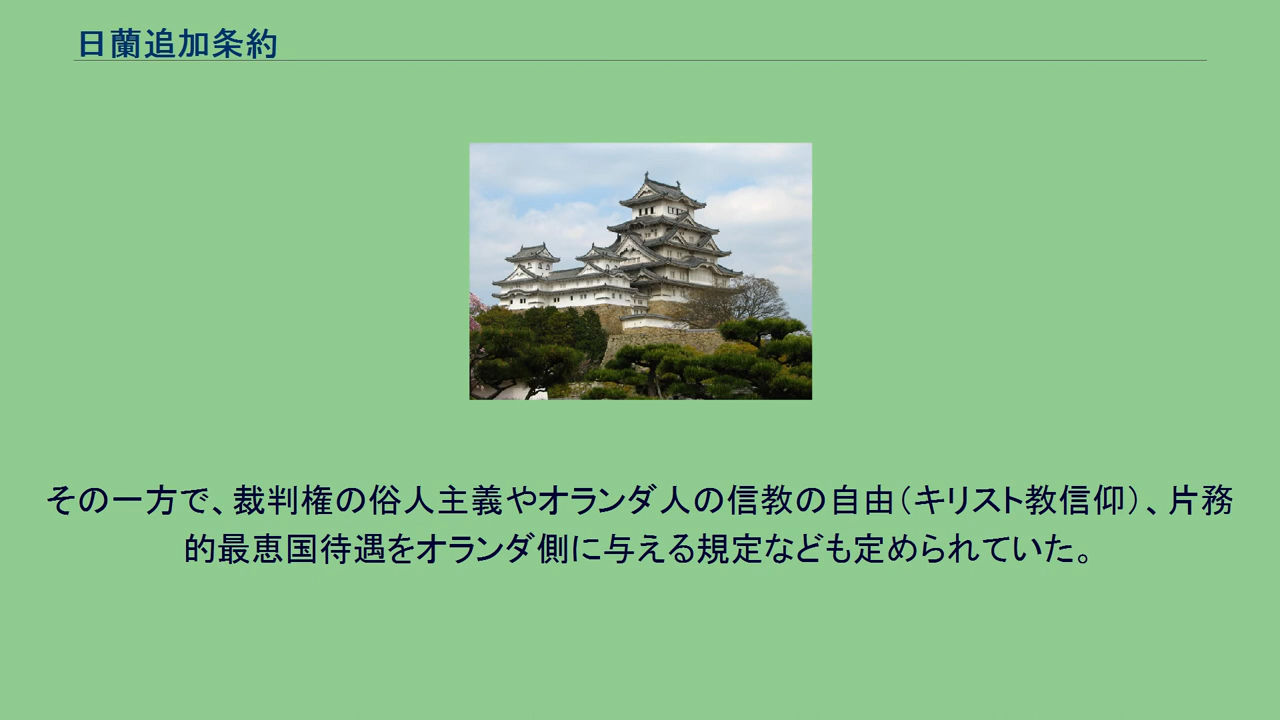 日蘭追加条約
その一方で、裁判権の俗人主義やオランダ人の信教の自由（キリスト教信仰）、片務
的最恵国待遇をオランダ側に与える規定なども定められていた。